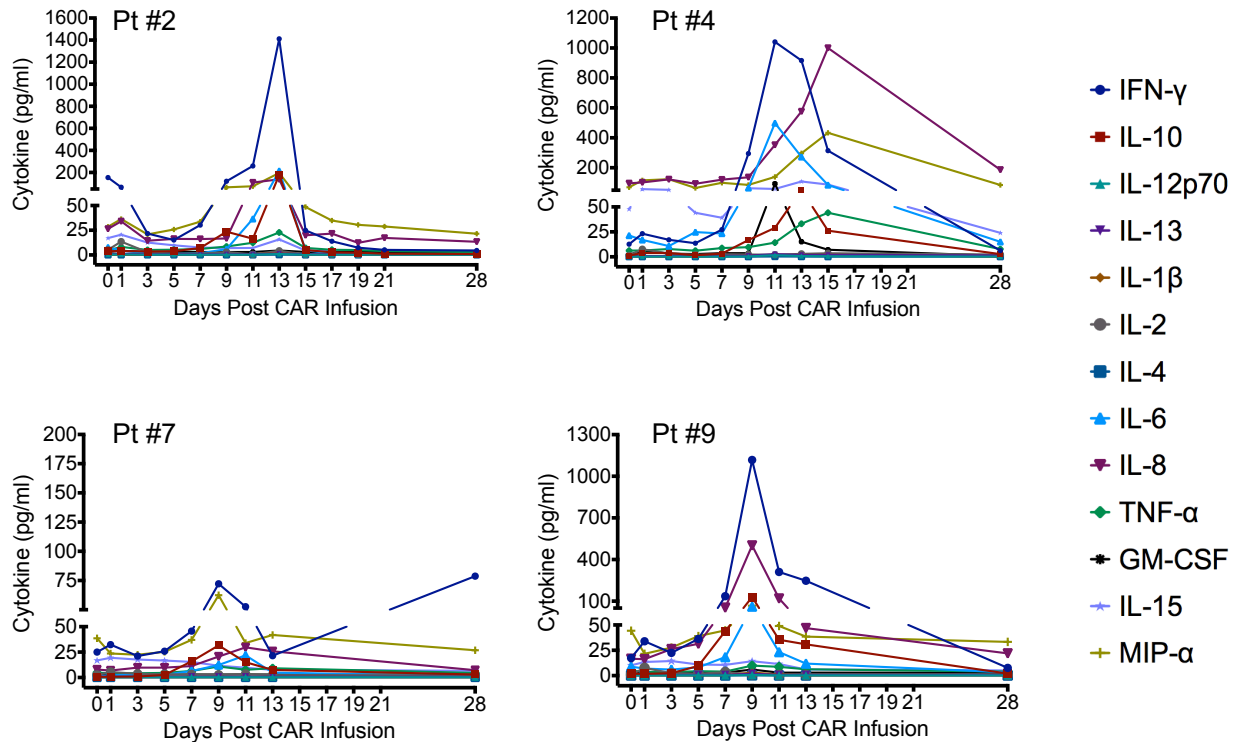 Pt #2
Cytokine (pg/ml)
1600
1400
1200
1000
800
600
400
200
50
25
0
0 1 3 5 7 9 11 13 15 17 19 21 28
Days Post CAR Infusion
Pt #4
Cytokine (pg/ml)
1200
1000
800
600
400
200
50
25
0
0 1 3 5 7 9 11 13 15 17 19 21 28
Days Post CAR Infusion
Pt #7
Cytokine (pg/ml)
200
175
150
125
100
75
50
25
0
0 1 3 5 7 9 11 13 15 17 19 21 28
Days Post CAR Infusion
Pt #9
Cytokine (pg/ml)
1300
1000
700
400
100
50
25
0
0 1 3 5 7 9 11 13 15 17 19 21 28
Days Post CAR Infusion
IFN-γ
IL-10
IL-12p70
IL-13
IL-1β
IL-2
IL-4
IL-6
IL-8
TNF-α
GM-CSF
IL-15
MIP-α